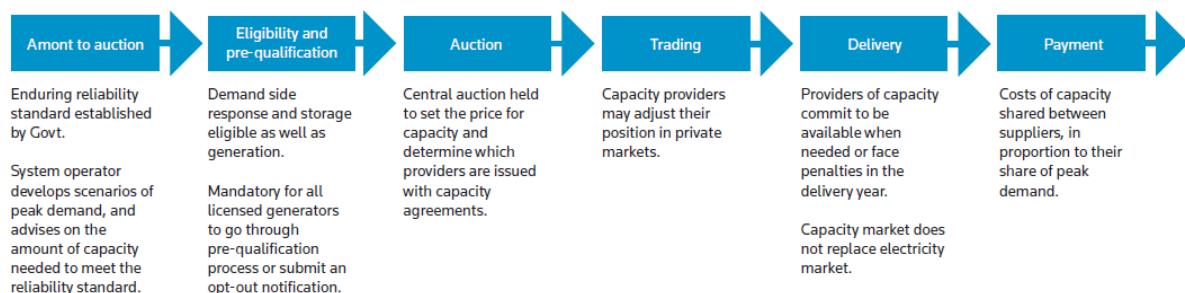 Amont to auction
Enduring reliability
standard established
by Govt.
System operator
develops scenarios of
peak demand, and
advises on the
amount of capacity
needed to meet the
reliability standard.
Eligibility and
pre-qualification
Demand side
response and storage
eligible as well as
generation.
Mandatory for all
licensed generators
to go through
pre-qualification
process or submit an
opt-out notification.
Auction
Central auction held
to set the price for
capacity and
determine which
providers are issued
with capacity
agreements.
Trading
Capacity providers
may adjust their
position in private
markets.
Delivery
Providers of capacity
commit to be
available when
needed or face
penalties in the
delivery year.
Capacity market does
not replace electricity
market.
Payment
Costs of capacity
shared between
suppliers, in
proportion to their
share of peak
demand.